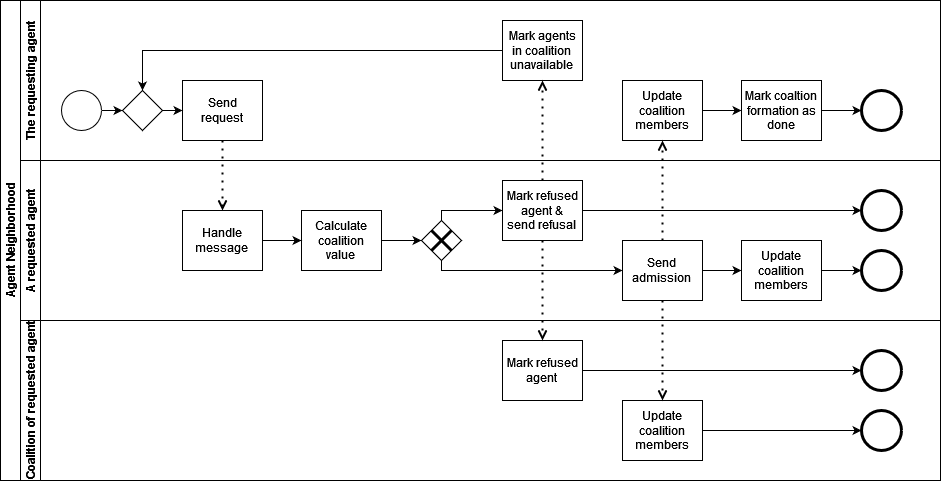 Agent Neighborhood
The requesting agent
Mark agents
in coalition
unavailable
Send
request
Update
coalition
members
Mark coaltion
formation as
done
A requested agent
Handle
message
Calculate
coalition
value
Mark refused
agent &
send refusal
Send
admission
Update
coalition
members
Coalition of requested agent
Mark refused
agent
Update
coalition
members